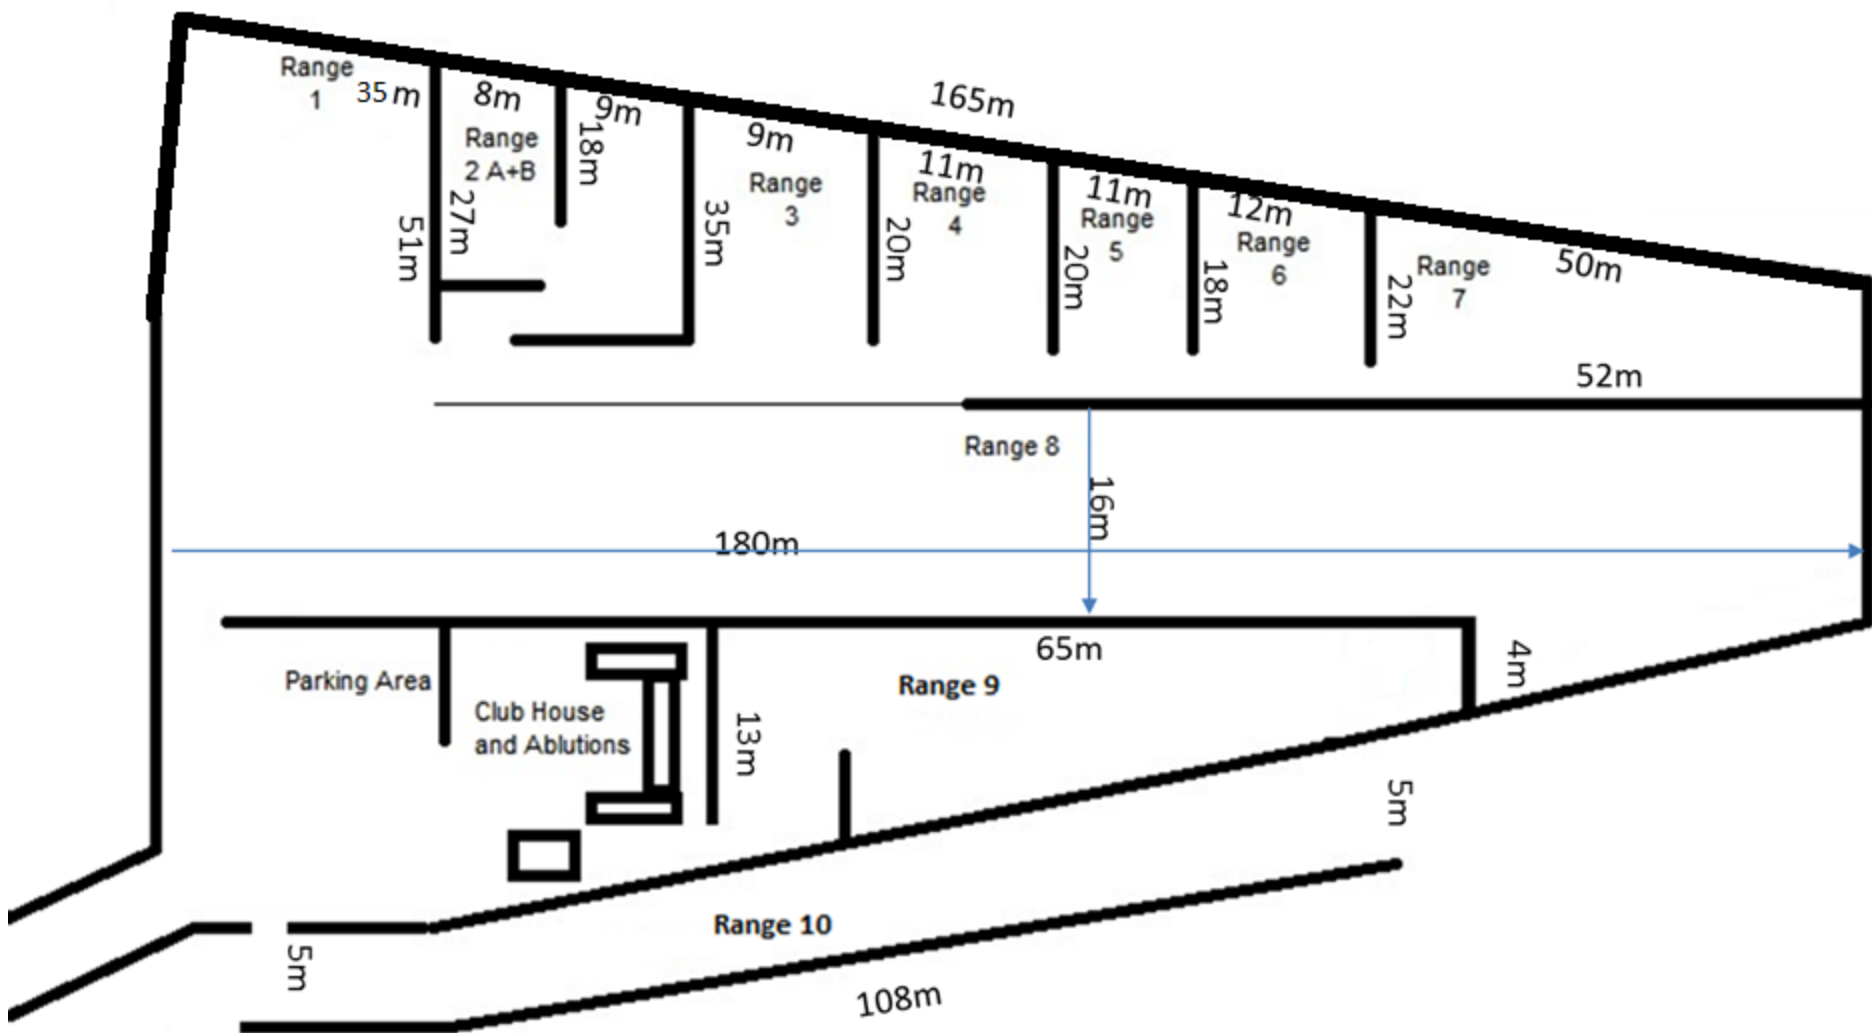 Range
1
35m
8m
9m
165m
Range
2 A+B
18m
27m
51m
9m
Range
3
35m
11m
Range
4
20m
11m
Range
5
20m
12m
Range
6
18m
50m
Range
7
22m
52m
Range 8
16m
180m
65m
4m
Parking Area
Club House
and Ablutions
Range 9
13m
5m
Range 10
5m
108m